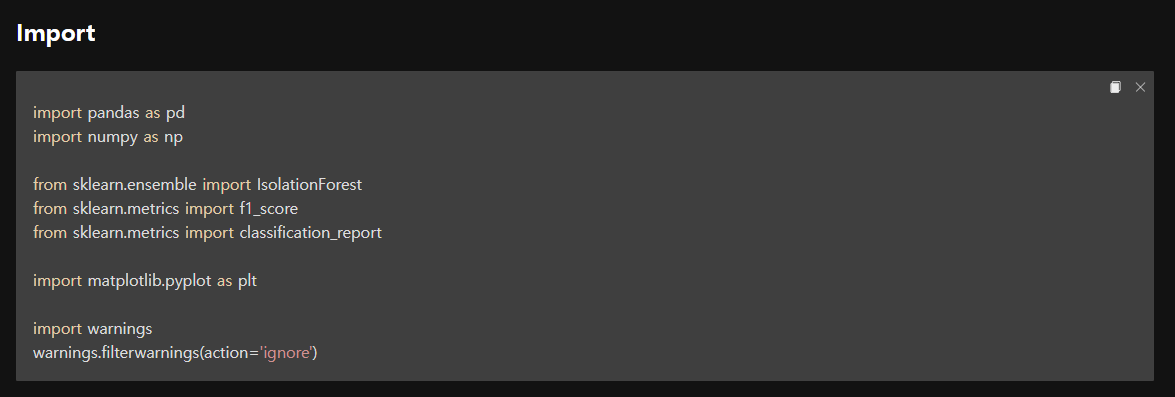 Import
import pandas as pd
import numpy as np
from sklearn.ensemble import IsolationForest
from sklearn.metrics import f1_score
from sklearn.metrics import classification_report
import matplotlib.pyplot as plt
import warnings
warnings.filterwarnings(action='ignore')